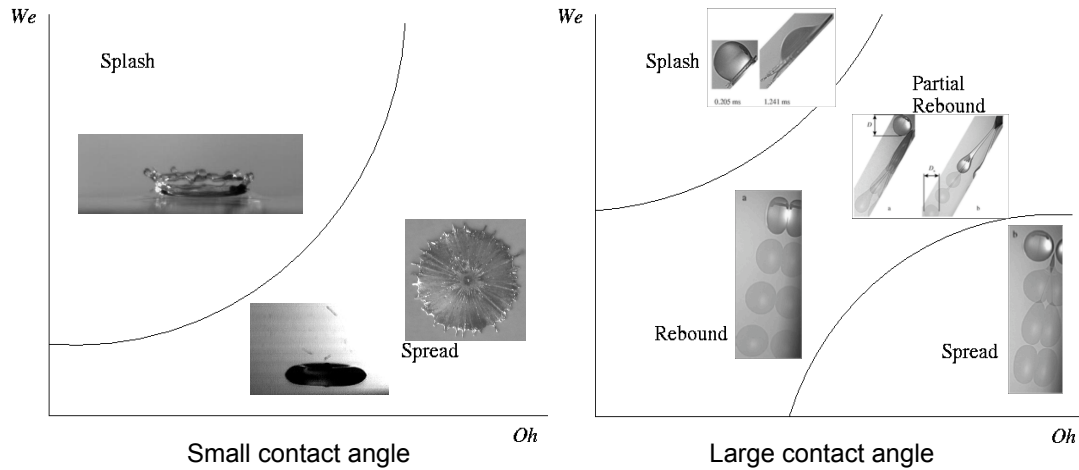 We
Splash
Spread
Oh
Small contact angle
We
Splash
0.205 ms
1.241 ms
Partial
Rebound
D
a
b
a
Rebound
b
Spread
Oh
Large contact angle